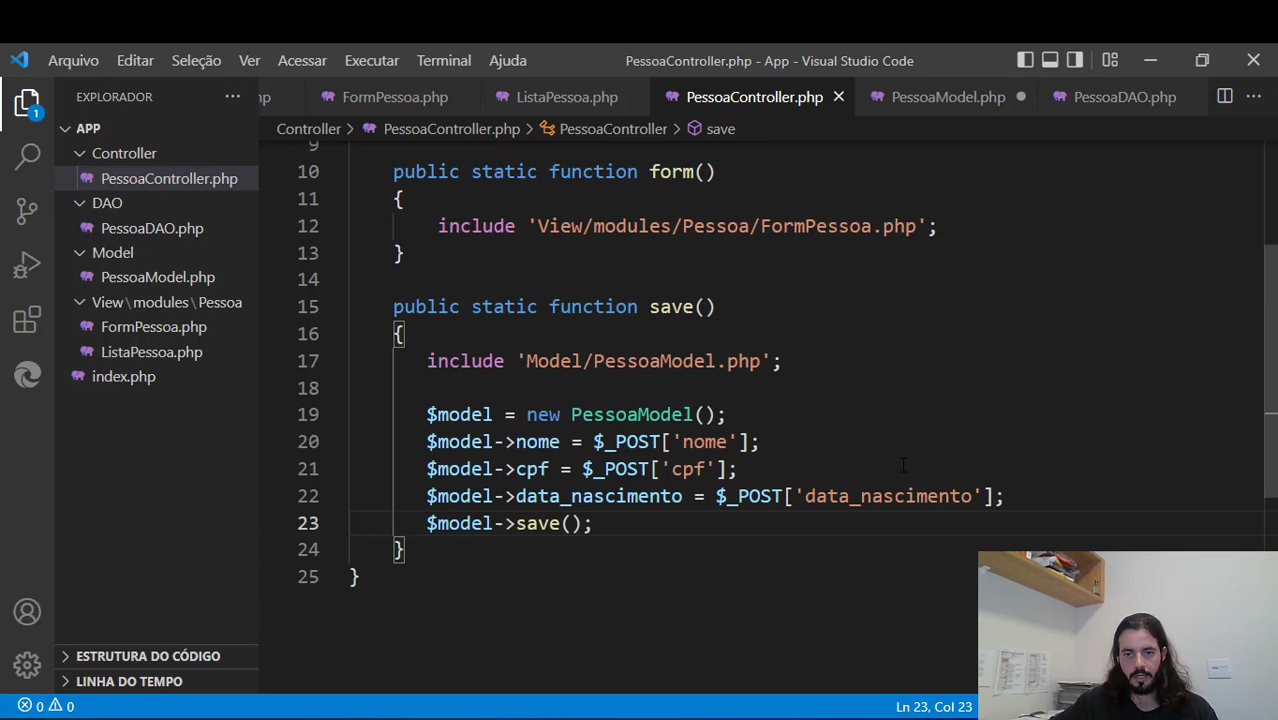 Arquivo Editar Seleção Ver Acessar Executar Terminal Ajuda PessoaController.php - App - Visual Studio Code
EXPLORADOR ··· hp FormPessoa.php ListaPessoa.php PessoaController.php PessoaModel.php PessoaDAO.php ···
1
Controller > PessoaController.php > PessoaController > save
APP
Controller
PessoaController.php
DAO
PessoaDAO.php
Model
PessoaModel.php
View\modules\Pessoa
FormPessoa.php
ListaPessoa.php
index.php
ESTRUTURA DO CÓDIGO
LINHA DO TEMPO
9
10 public static function form()
11 {
12 include 'View/modules/Pessoa/FormPessoa.php';
13 }
14
15 public static function save()
16 {
17 include 'Model/PessoaModel.php';
18
19 $model = new PessoaModel();
20 $model->nome = $_POST['nome'];
21 $model->cpf = $_POST['cpf'];
22 $model->data_nascimento = $_POST['data_nascimento'];
23 $model->save();
24 }
25 }
0 0 Ln 23, Col 23